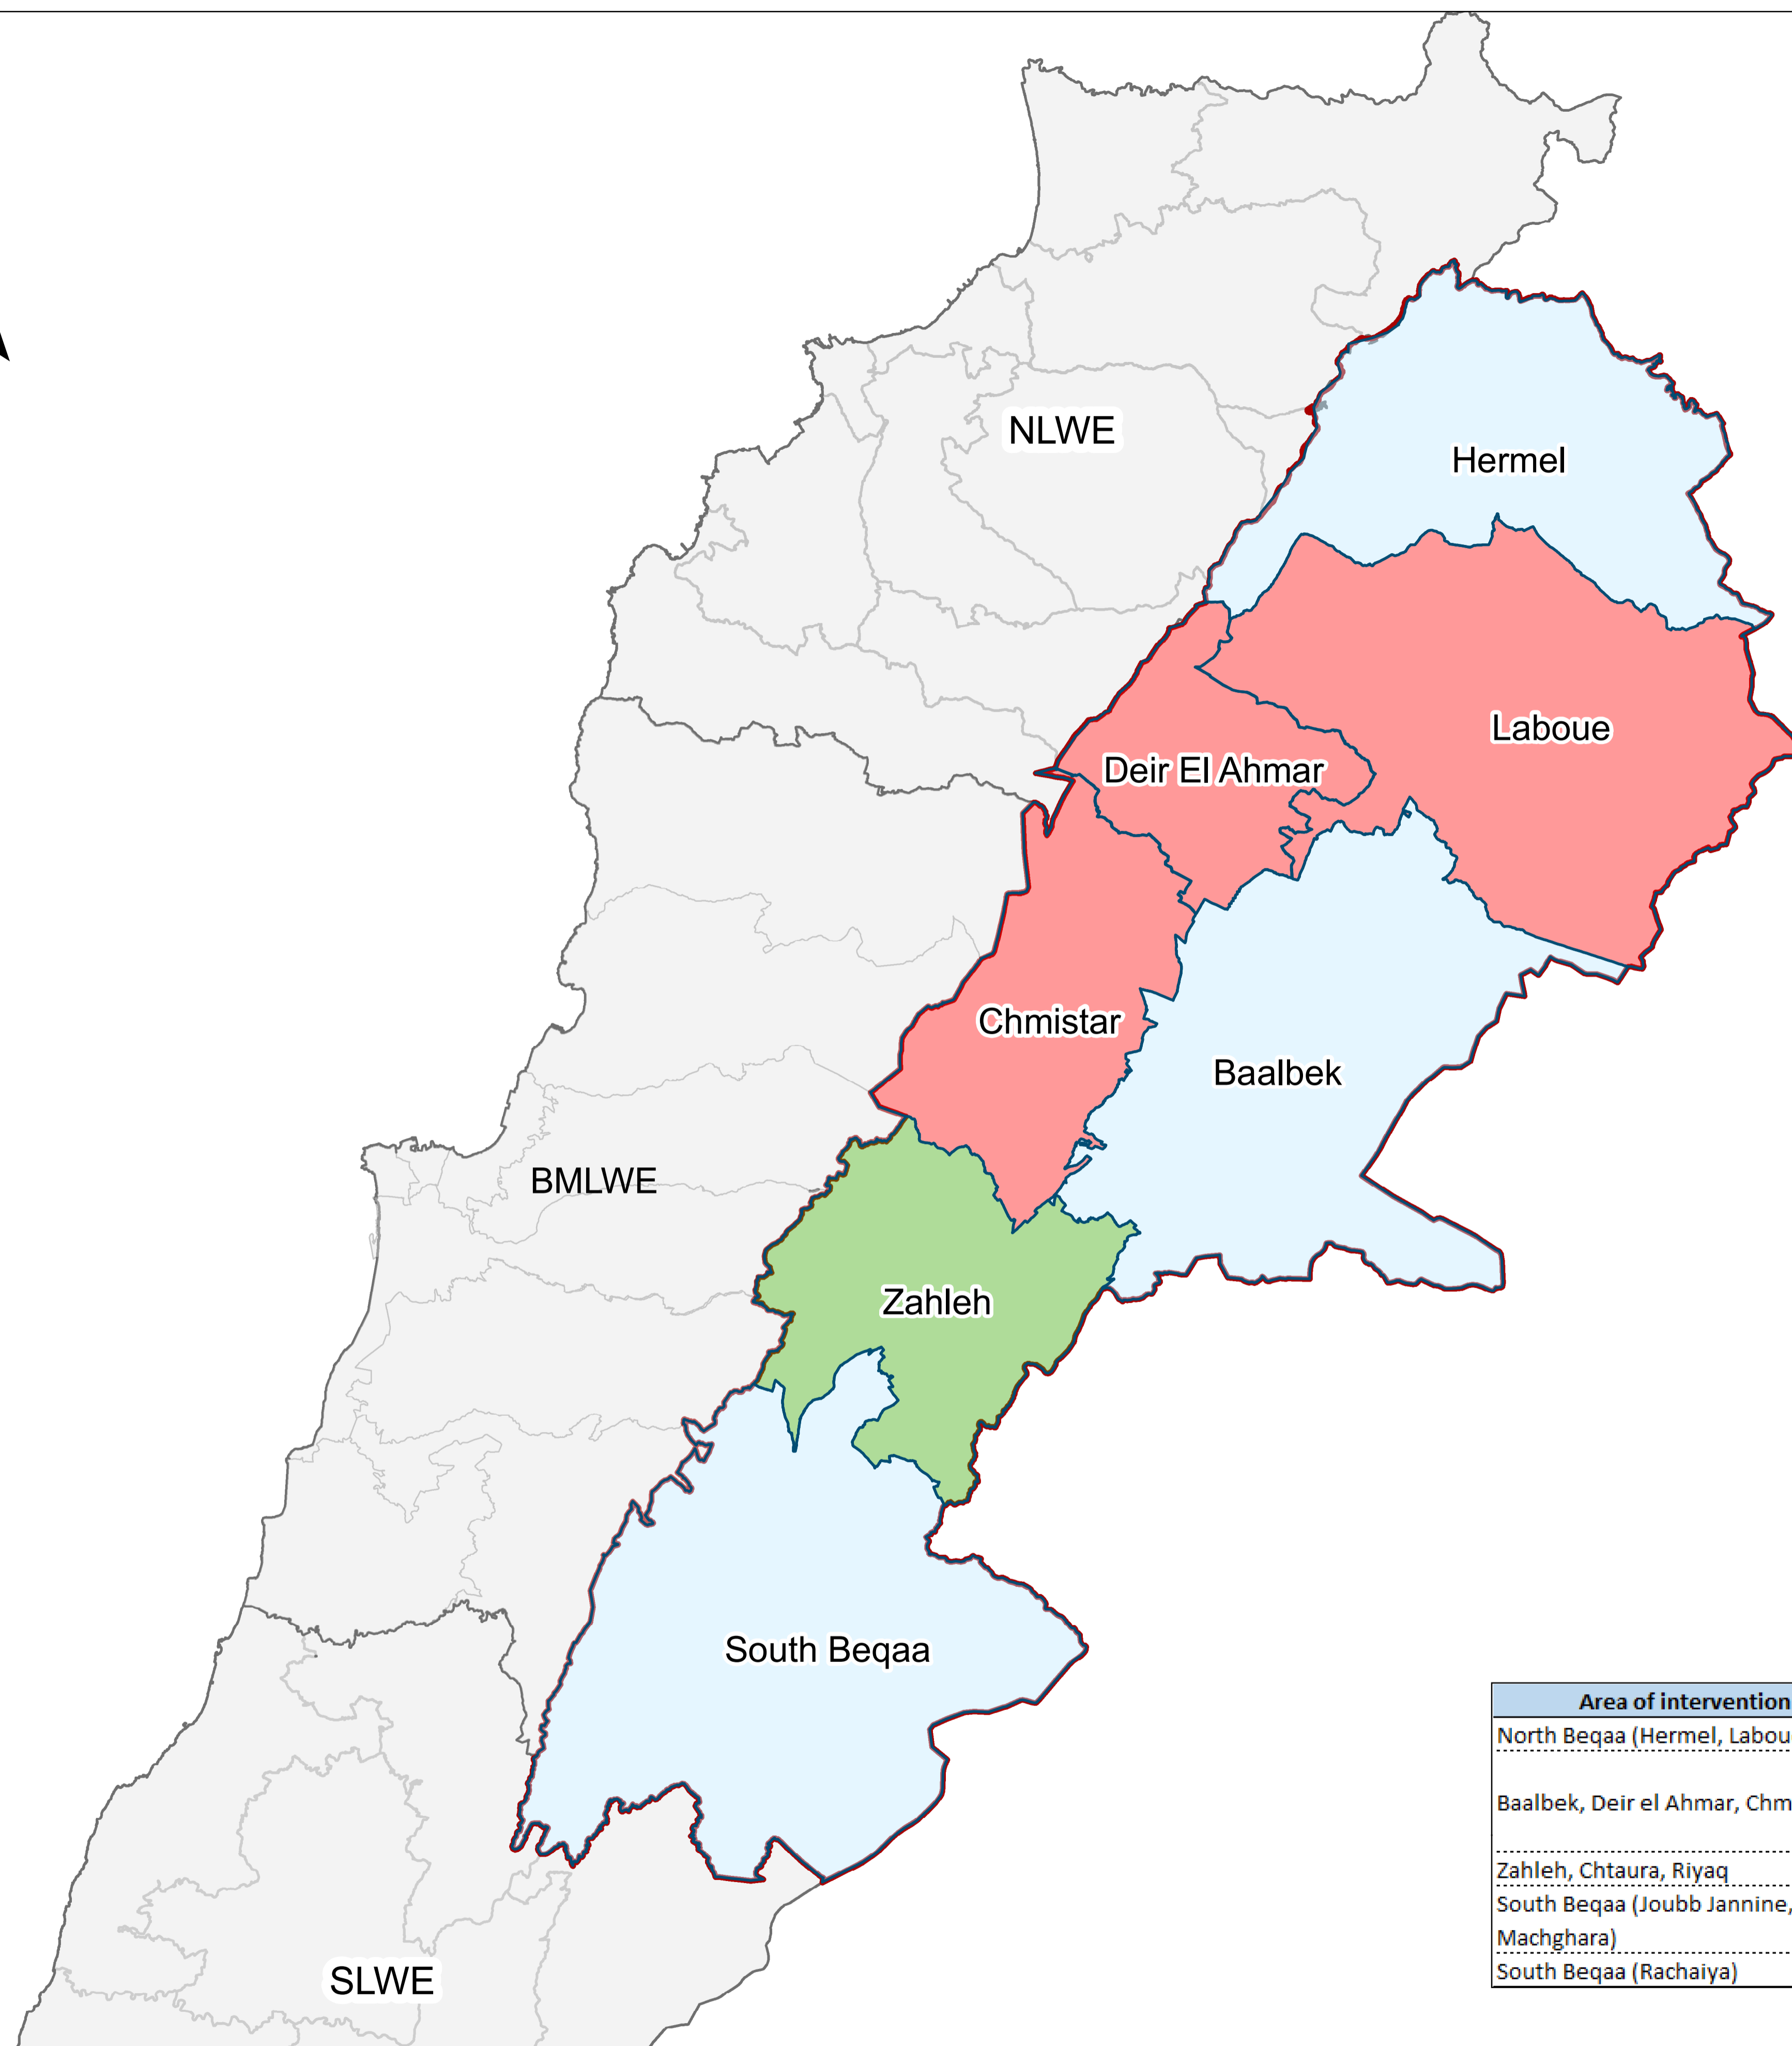 NLWE
Hermel
Laboue
Deir El Ahmar
Chmistar
Baalbek
BMLWE
Zahleh
South Beqaa
SLWE
Area of intervention
North Beqaa (Hermel, Labou
Baalbek, Deir el Ahmar, Chm
Zahleh, Chtaura, Riyaq
South Beqaa (Joubb Jannine,
Machghara)
South Beqaa (Rachaiya)